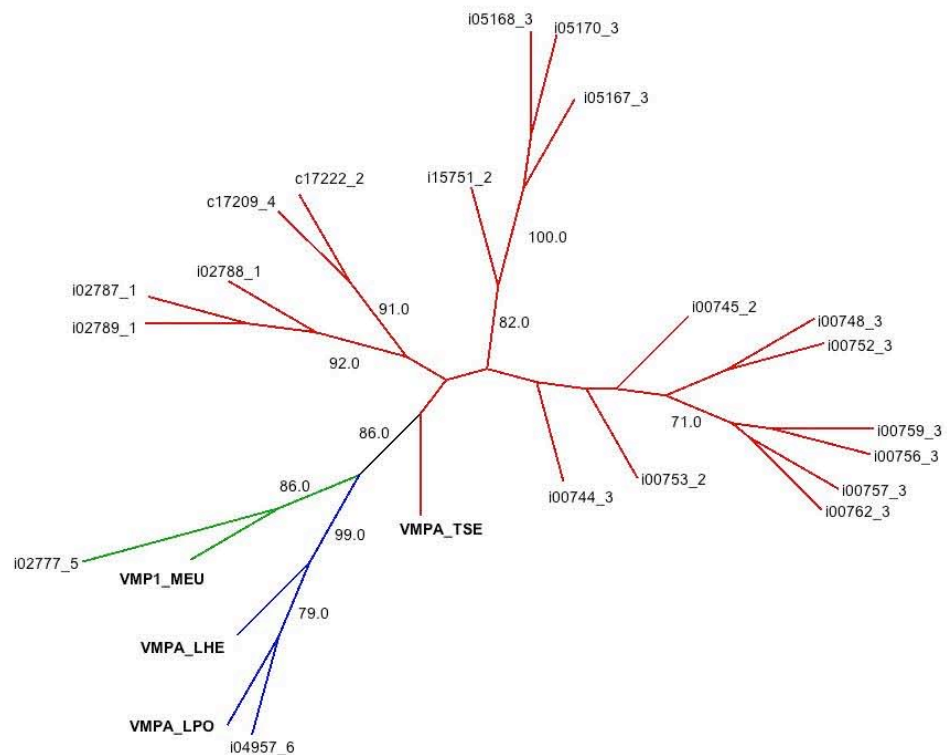 i05168_3
i05170_3
i05167_3
i15751_2
c17222_2
c17209_4
100.0
i02788_1
i02787_1
i02789_1
91.0
92.0
82.0
i00745_2
i00748_3
i00752_3
71.0
i00759_3
i00756_3
i00757_3
i00762_3
i00753_2
i00744_3
86.0
86.0
VMPA_TSE
99.0
i02777_5
VMP1_MEU
79.0
VMPA_LHE
VMPA_LPO
i04957_6